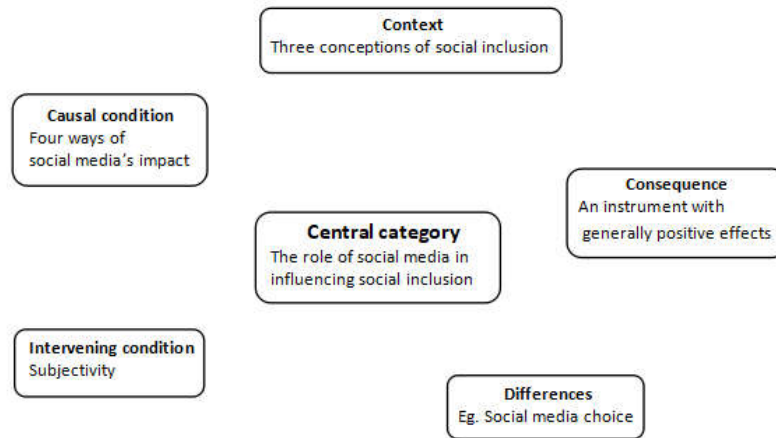 Context
Three conceptions of social inclusion
Causal condition
Four ways of
social media's impact
Consequence
An instrument with
generally positive effects
Central category
The role of social media in
influencing social inclusion
Intervening condition
Subjectivity
Differences
Eg. Social media choice